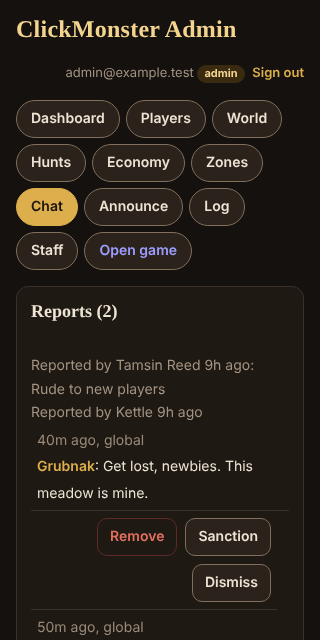 ClickMonster Admin
admin@example.test admin Sign out
Dashboard Players World
Hunts Economy Zones
Chat Announce Log
Staff Open game
Reports (2)
Reported by Tamsin Reed 9h ago:
Rude to new players
Reported by Kettle 9h ago
40m ago, global
Grubnak: Get lost, newbies. This
meadow is mine.
Remove Sanction
Dismiss
50m ago, global